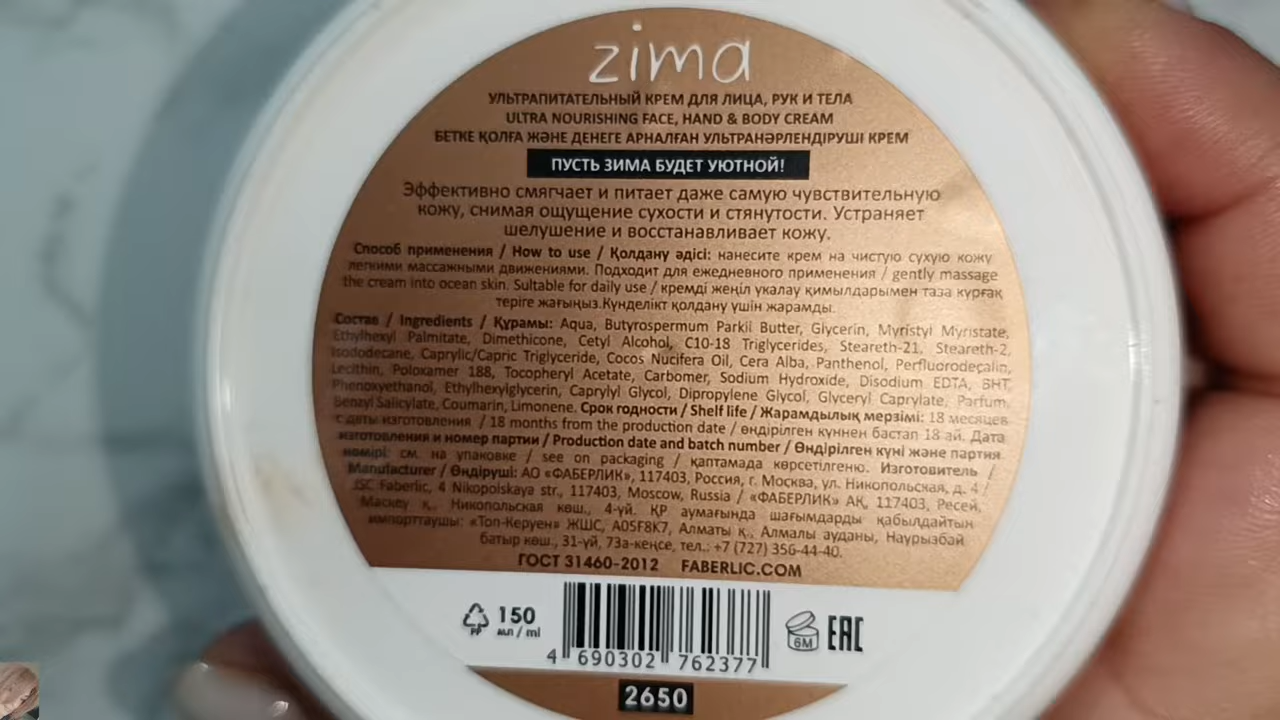 zima
УЛЬТРАПИТАТЕЛЬНЫЙ КРЕМ ДЛЯ ЛИЦА, РУК И ТЕЛА
ULTRA NOURISHING FACE, HAND & BODY CREAM
БЕТКЕ ҚОЛҒА ЖӘНЕ ДЕНЕГЕ АРНАЛҒАН УЛЬТРАНӘРЛЕНДІРУШІ КРЕМ
ПУСТЬ ЗИМА БУДЕТ УЮТНОЙ!
Эффективно смягчает и питает даже самую чувствительную
кожу, снимая ощущение сухости и стянутости. Устраняет
шелушение и восстанавливает кожу.
Способ применения / How to use / Қолдану әдісі: нанесите крем на чистую сухую кожу
легкими массажными движениями. Подходит для ежедневного применения / gently massage
the cream into ocean skin. Suitable for daily use / кремді жеңіл укалау қимылдарымен таза курғақ
теріге жағыңыз.Күнделікт қолдану үшін жарамды.
Состав / Ingredients / Құрамы: Aqua, Butyrospermum Parkii Butter, Glycerin, Myristyl Myristate,
Ethylhexyl Palmitate, Dimethicone, Cetyl Alcohol, C10-18 Triglycerides, Steareth-21, Steareth-2,
Isododecane, Caprylic/Capric Triglyceride, Cocos Nucifera Oil, Cera Alba, Panthenol, Perfluorodecalin,
Lecithin, Poloxamer 188, Tocopheryl Acetate, Carbomer, Sodium Hydroxide, Disodium EDTA, BHT,
Phenoxyethanol, Ethylhexylglycerin, Caprylyl Glycol, Dipropylene Glycol, Glyceryl Caprylate, Parfum,
Benzyl Salicylate, Coumarin, Limonene. Срок годности / Shelf life / Жарамдылық мерзімі: 18 месяцев
с даты изготовления / 18 months from the production date / өндірілген күннен бастап 18 ай. Дата
изготовления и номер партии / Production date and batch number / Өндірілген күні және партия
нөмірі: см. на упаковке / see on packaging / қаптамада көрсетілгеню. Изготовитель /
Manufacturer / Өндіруші: АО «ФАБЕРЛИК», 117403, Россия, г. Москва, ул. Никопольская, д. 4 /
JSC Faberlic, 4 Nikopolskaya str., 117403, Moscow, Russia / «ФАБЕРЛИК» АҚ, 117403, Ресей,
Мәскеу қ., Никопольская көш., 4-үй. ҚР аумағында шағымдарды қабылдайтын
импорттаушы: «Топ-Керуен» ЖШС, A05F8K7, Алматы қ., Алмалы ауданы, Наурызбай
батыр көш., 31-үй, 73а-кеңсе, тел.: +7 (727) 356-44-40.
ГОСТ 31460-2012 FABERLIC.COM
PP
150
мл / ml
4 690302 762377
6M
EAC
2650